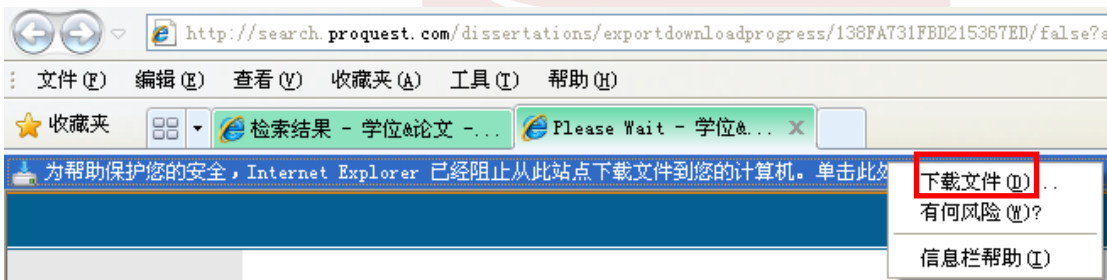 http://search.proquest.com/dissertations/exportdownloadprogress/138FA731FBD215367ED/false?
文件(F) 编辑(E) 查看(V) 收藏夹(A) 工具(T) 帮助(H)
收藏夹 检索结果 - 学位&论文 -... Please Wait - 学位&... X
为帮助保护您的安全，Internet Explorer 已经阻止从此站点下载文件到您的计算机。单击此处
下载文件(D)...
有何风险(W)?
信息栏帮助(I)